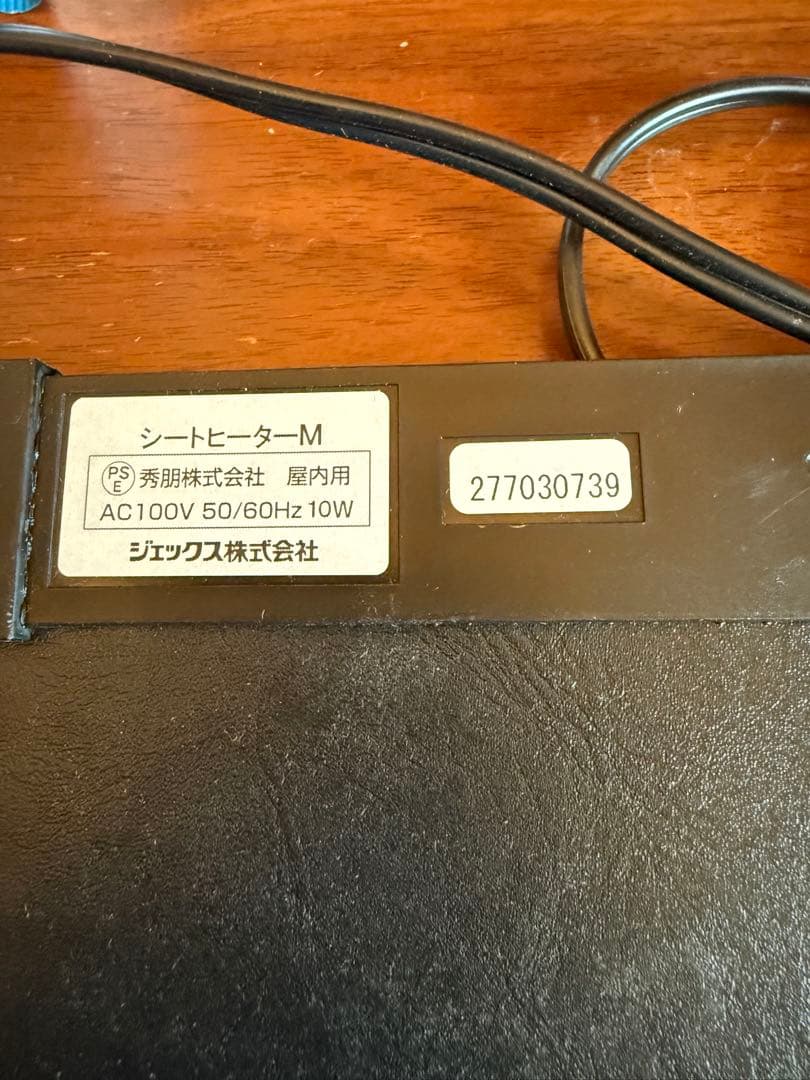 シートヒーターM
PS
E
秀朋株式会社 屋内用
AC100V 50/60Hz 10W
ジェックス株式会社
277030739